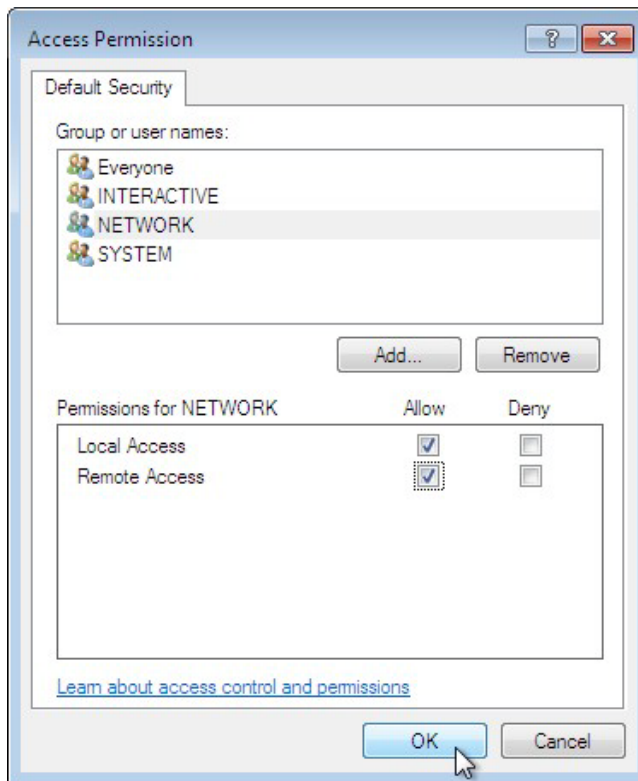 Access Permission
Default Security
Group or user names:
Everyone
INTERACTIVE
NETWORK
SYSTEM
Add... Remove
Permissions for NETWORK Allow Deny
Local Access
Remote Access
Learn about access control and permissions
OK Cancel